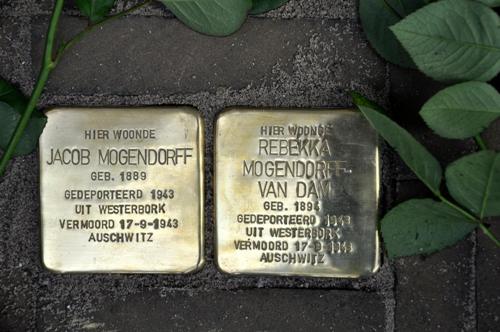 HIER WOONDE
JACOB MOGENDORFF
GEB. 1889
GEDEPORTEERD 1943
UIT WESTERBORK
VERMOORD 17-9-1943
AUSCHWITZ
HIER WOONDE
REBEKKA
MOGENDORFF-
VAN DAM
GEB. 1894
GEDEPORTEERD 1943
UIT WESTERBORK
VERMOORD 17-9-1943
AUSCHWITZ